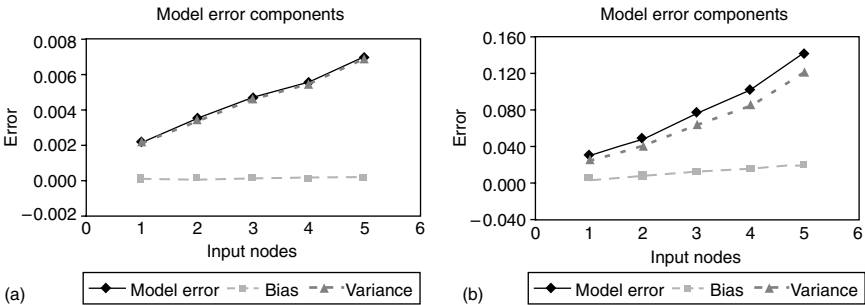 Model error components
0.008
0.006
0.004
0.002
0.000
−0.002
Error
0 1 2 3 4 5 6
Input nodes
(a)
Model error Bias Variance
Model error components
0.160
0.120
0.080
0.040
0.000
−0.040
Error
0 1 2 3 4 5 6
Input nodes
(b)
Model error Bias Variance